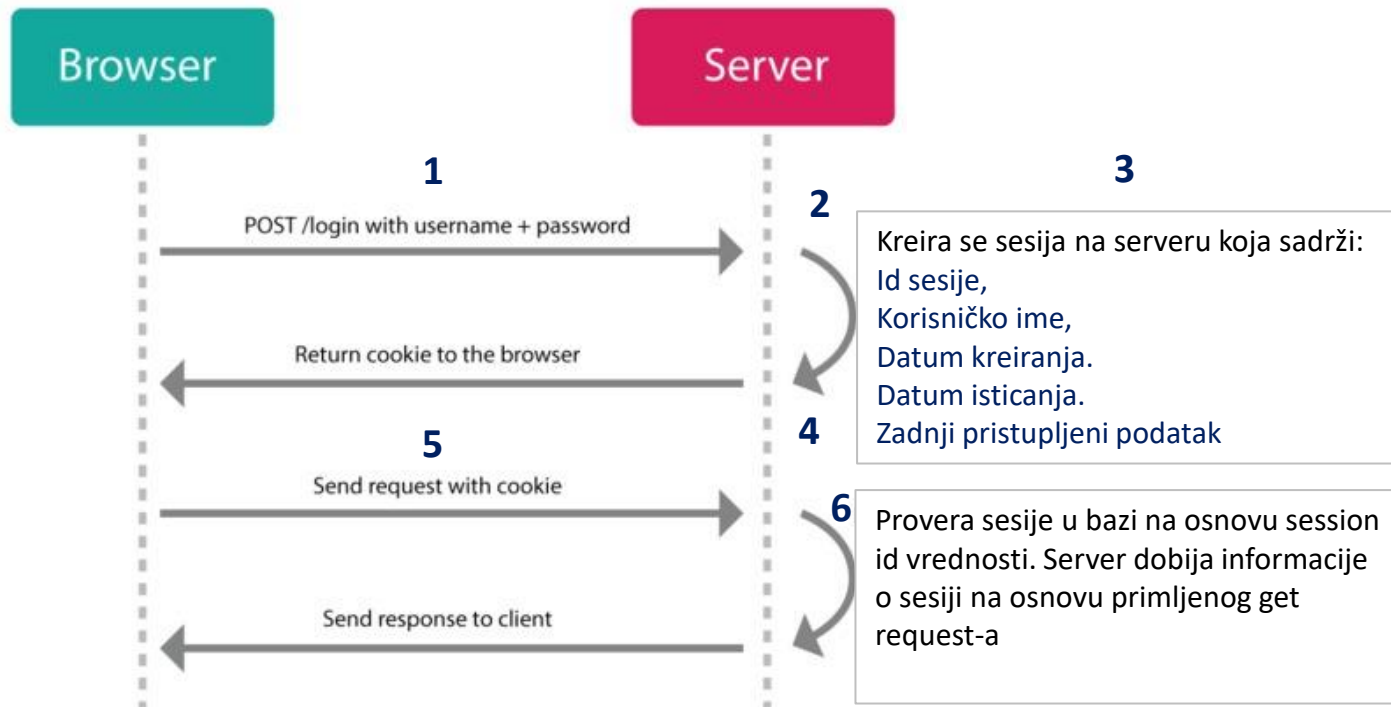 Browser
Server
1
POST /login with username + password
2
3
Kreira se sesija na serveru koja sadrži:
Id sesije,
Korisničko ime,
Datum kreiranja.
Datum isticanja.
Zadnji pristupljeni podatak
Return cookie to the browser
4
5
Send request with cookie
6
Provera sesije u bazi na osnovu session
id vrednosti. Server dobija informacije
o sesiji na osnovu primljenog get
request-a
Send response to client